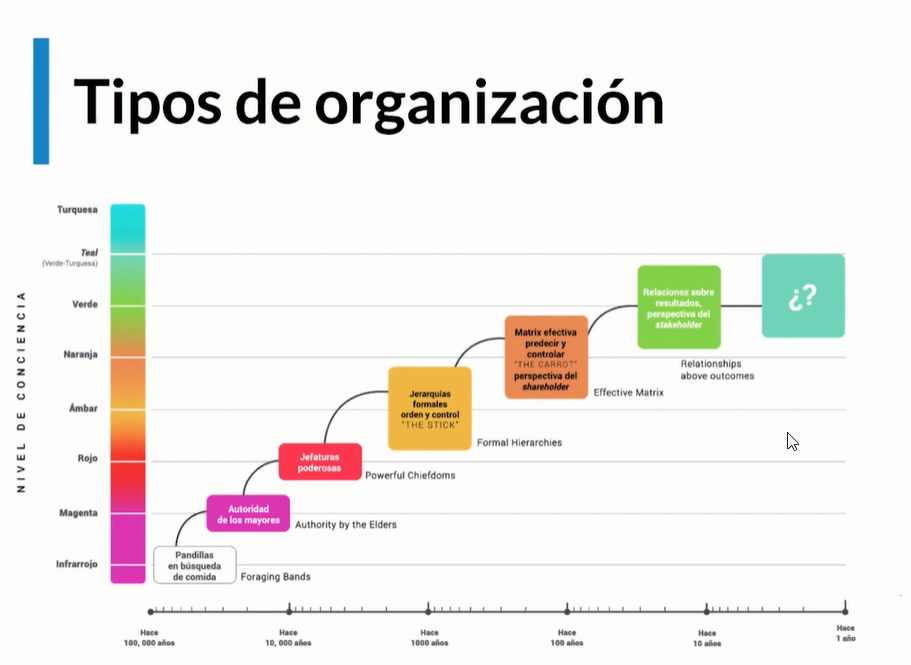 Tipos de organización
NIVEL DE CONCIENCIA
Turquesa
Teal
(Verde-Turquesa)
Verde
Naranja
Ámbar
Rojo
Magenta
Infrarrojo
¿?
Relaciones sobre
resultados,
perspectiva del
stakeholder
Relationships
above outcomes
Matrix efectiva
predecir y
controlar
"THE CARROT"
perspectiva del
shareholder
Effective Matrix
Jerarquías
formales
orden y control
"THE STICK"
Formal Hierarchies
Jefaturas
poderosas
Powerful Chiefdoms
Autoridad
de los mayores
Authority by the Elders
Pandillas
en búsqueda
de comida
Foraging Bands
Hace
100, 000 años
Hace
10, 000 años
Hace
1000 años
Hace
100 años
Hace
10 años
Hace
1 año